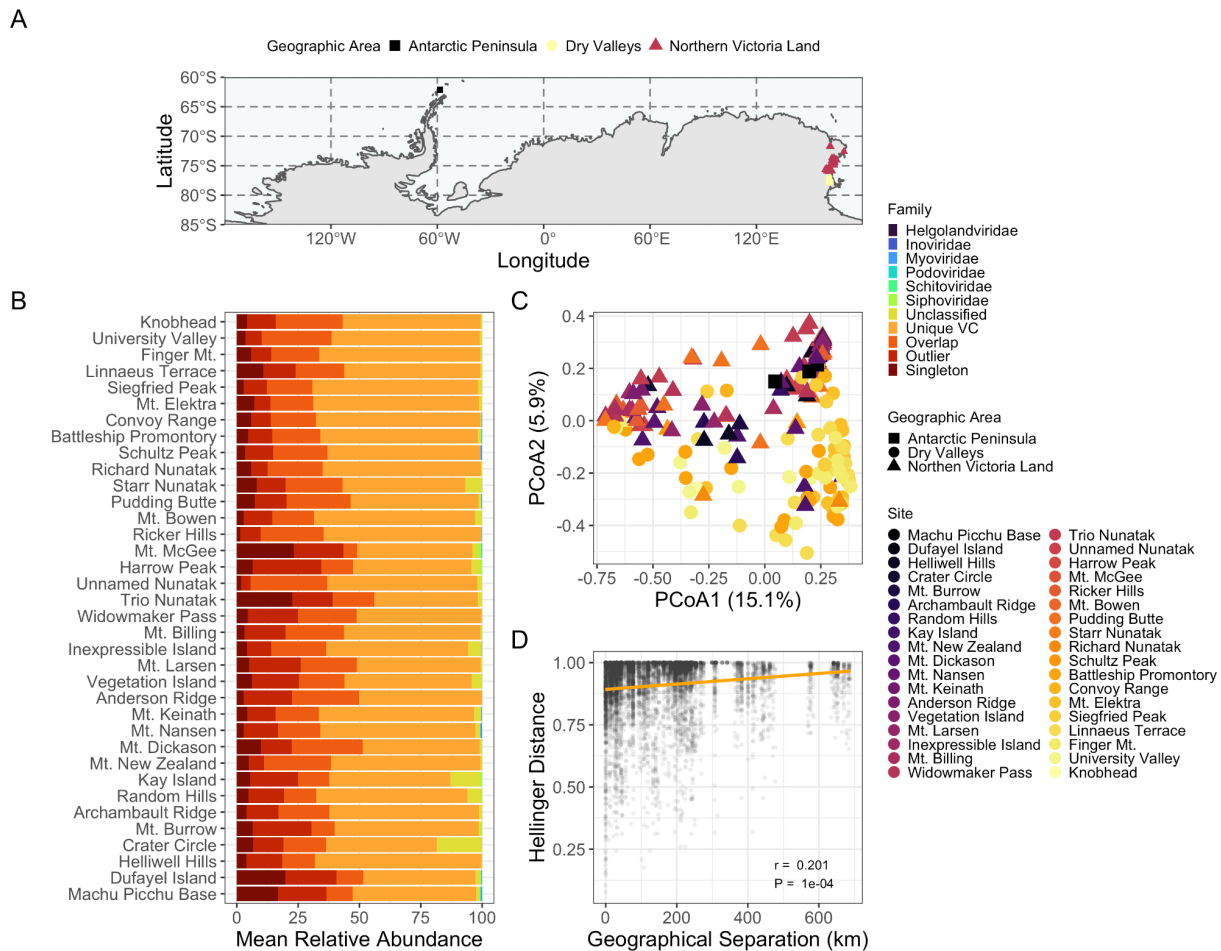 A
Geographic Area Antarctic Peninsula Dry Valleys Northern Victoria Land
60°S
65°S
70°S
75°S
80°S
85°S
Latitude
120°W 60°W 0° 60°E 120°E
Longitude
Family
Helgolandviridae
Inoviridae
Myoviridae
Podoviridae
Schitoviridae
Siphoviridae
Unclassified
Unique VC
Overlap
Outlier
Singleton
Geographic Area
Antarctic Peninsula
Dry Valleys
Northen Victoria Land
Site
Machu Picchu Base
Dufayel Island
Helliwell Hills
Crater Circle
Mt. Burrow
Archambault Ridge
Random Hills
Kay Island
Mt. New Zealand
Mt. Dickason
Mt. Nansen
Mt. Keinath
Anderson Ridge
Vegetation Island
Mt. Larsen
Inexpressible Island
Mt. Billing
Widowmaker Pass
Trio Nunatak
Unnamed Nunatak
Harrow Peak
Mt. McGee
Ricker Hills
Mt. Bowen
Pudding Butte
Starr Nunatak
Richard Nunatak
Schultz Peak
Battleship Promontory
Convoy Range
Mt. Elektra
Siegfried Peak
Linnaeus Terrace
Finger Mt.
University Valley
Knobhead
B
Knobhead
University Valley
Finger Mt.
Linnaeus Terrace
Siegfried Peak
Mt. Elektra
Convoy Range
Battleship Promontory
Schultz Peak
Richard Nunatak
Starr Nunatak
Pudding Butte
Mt. Bowen
Ricker Hills
Mt. McGee
Harrow Peak
Unnamed Nunatak
Trio Nunatak
Widowmaker Pass
Mt. Billing
Inexpressible Island
Mt. Larsen
Vegetation Island
Anderson Ridge
Mt. Keinath
Mt. Nansen
Mt. Dickason
Mt. New Zealand
Kay Island
Random Hills
Archambault Ridge
Mt. Burrow
Crater Circle
Helliwell Hills
Dufayel Island
Machu Picchu Base
0 25 50 75 100
Mean Relative Abundance
C
0.4
0.2
0.0
-0.2
-0.4
PCoA2 (5.9%)
-0.75 -0.50 -0.25 0.00 0.25
PCoA1 (15.1%)
D
1.00
0.75
0.50
0.25
Hellinger Distance
r = 0.201
P = 1e-04
0 200 400 600
Geographical Separation (km)